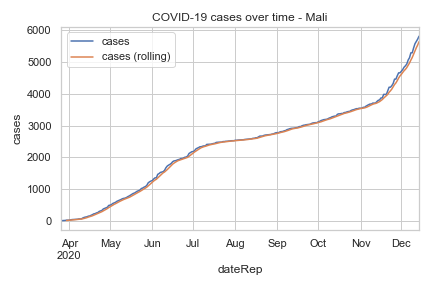 COVID-19 cases over time - Mali
cases
cases (rolling)
6000
5000
4000
3000
2000
1000
0
cases
Apr
2020
May
Jun
Jul
Aug
Sep
Oct
Nov
Dec
dateRep